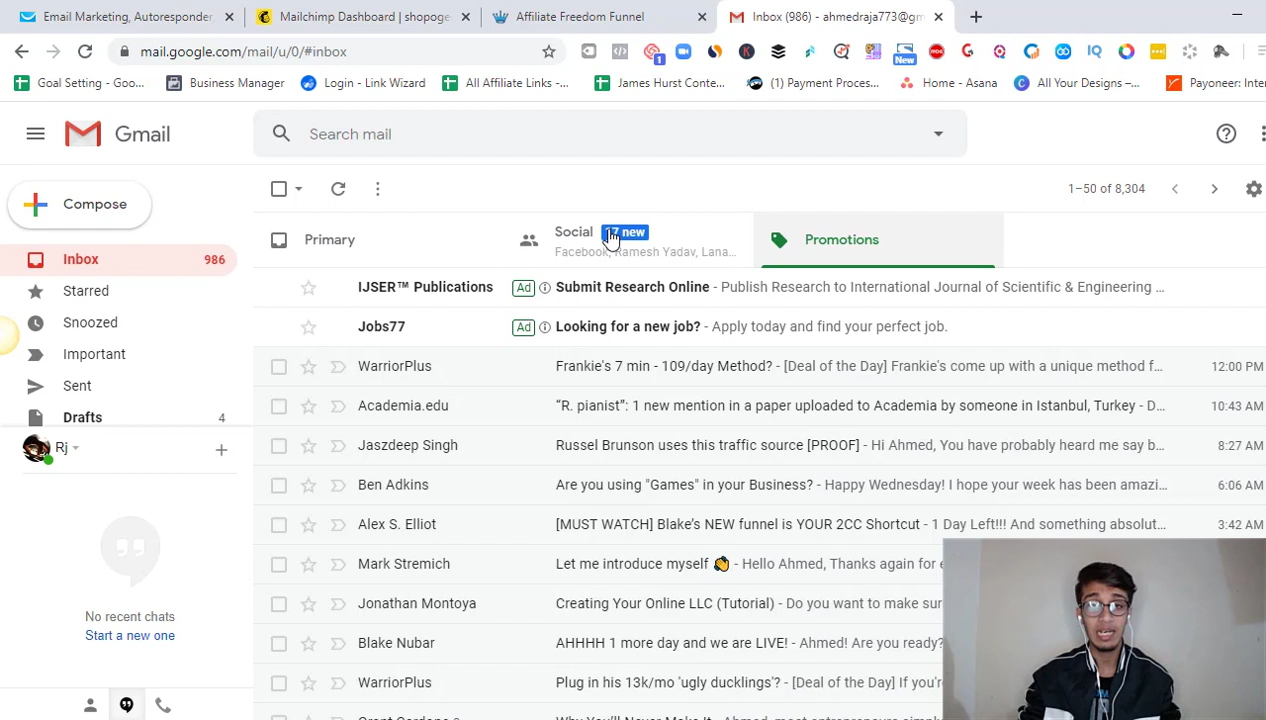 Email Marketing, Autoresponder,
Mailchimp Dashboard | shopoge
Affiliate Freedom Funnel
Inbox (986) - ahmedraja773@gm
mail.google.com/mail/u/0/#inbox
1
New
Goal Setting - Goo...
Business Manager
Login - Link Wizard
All Affiliate Links -...
James Hurst Conte...
(1) Payment Proces...
Home - Asana
All Your Designs –...
Payoneer: Inter
Gmail
Search mail
Compose
1–50 of 8,304
Primary
Social
new
Facebook, Ramesh Yadav, Lana...
Promotions
Inbox 986
Starred
Snoozed
Important
Sent
Drafts 4
Rj
No recent chats
Start a new one
IJSER™ Publications Ad Submit Research Online - Publish Research to International Journal of Scientific & Engineering ...
Jobs77 Ad Looking for a new job? - Apply today and find your perfect job.
WarriorPlus Frankie's 7 min - 109/day Method? - [Deal of the Day] Frankie's come up with a unique method f... 12:00 PM
Academia.edu “R. pianist”: 1 new mention in a paper uploaded to Academia by someone in Istanbul, Turkey - D... 10:43 AM
Jaszdeep Singh Russel Brunson uses this traffic source [PROOF] - Hi Ahmed, You have probably heard me say b... 8:27 AM
Ben Adkins Are you using "Games" in your Business? - Happy Wednesday! I hope your week has been amazi... 6:06 AM
Alex S. Elliot [MUST WATCH] Blake's NEW funnel is YOUR 2CC Shortcut - 1 Day Left!!! And something absolut... 3:42 AM
Mark Stremich Let me introduce myself 👏 - Hello Ahmed, Thanks again for e
Jonathan Montoya Creating Your Online LLC (Tutorial) - Do you want to make sur
Blake Nubar AHHHH 1 more day and we are LIVE! - Ahmed! Are you ready?
WarriorPlus Plug in his 13k/mo 'ugly ducklings'? - [Deal of the Day] If you're